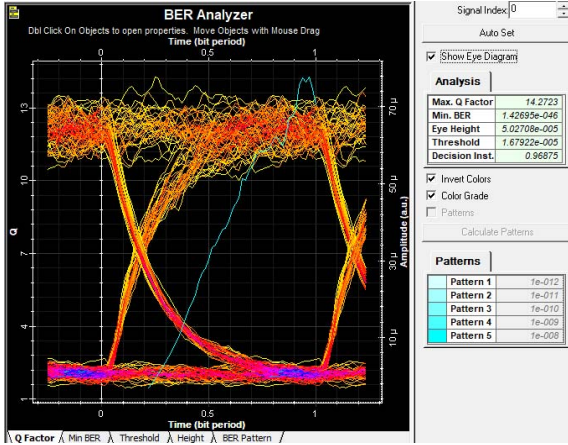 BER Analyzer
Dbl Click On Objects to open properties. Move Objects with Mouse Drag
Time (bit period)
0 0.5 1
13
10
7
4
1
Q
70 µ
50 µ
30 µ
10 µ
Amplitude (a.u.)
0 0.5 1
Time (bit period)
Q Factor Min BER Threshold Height BER Pattern
Signal Index 0
Auto Set
Show Eye Diagram
Analysis
Max. Q Factor 14.2723
Min. BER 1.42695e-046
Eye Height 5.02708e-005
Threshold 1.67922e-005
Decision Inst. 0.96875
Invert Colors
Color Grade
Patterns
Calculate Patterns
Patterns
Pattern 1 1e-012
Pattern 2 1e-011
Pattern 3 1e-010
Pattern 4 1e-009
Pattern 5 1e-008